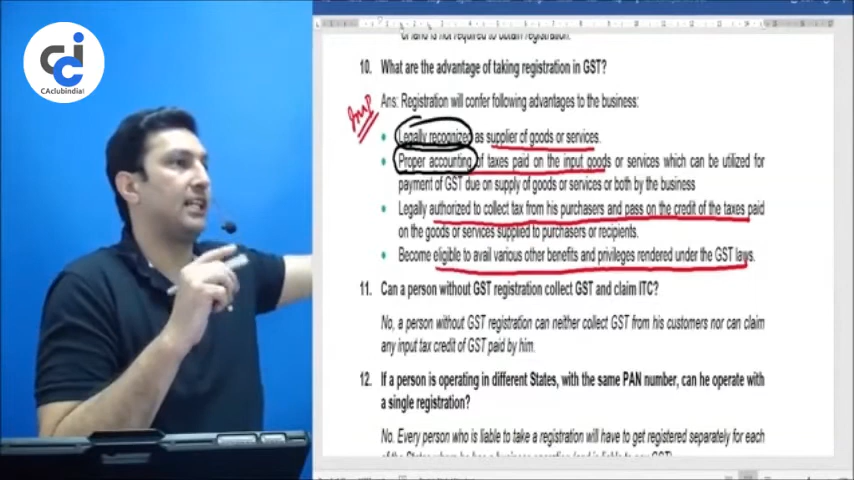 CAclubindia!
10. What are the advantage of taking registration in GST?
Imp
Ans: Registration will confer following advantages to the business:
Legally recognized as supplier of goods or services.
Proper accounting of taxes paid on the input goods or services which can be utilized for
payment of GST due on supply of goods or services or both by the business
Legally authorized to collect tax from his purchasers and pass on the credit of the taxes paid
on the goods or services supplied to purchasers or recipients.
Become eligible to avail various other benefits and privileges rendered under the GST laws.
11. Can a person without GST registration collect GST and claim ITC?
No, a person without GST registration can neither collect GST from his customers nor can claim
any input tax credit of GST paid by him.
12. If a person is operating in different States, with the same PAN number, can he operate with
a single registration?
No. Every person who is liable to take a registration will have to get registered separately for each